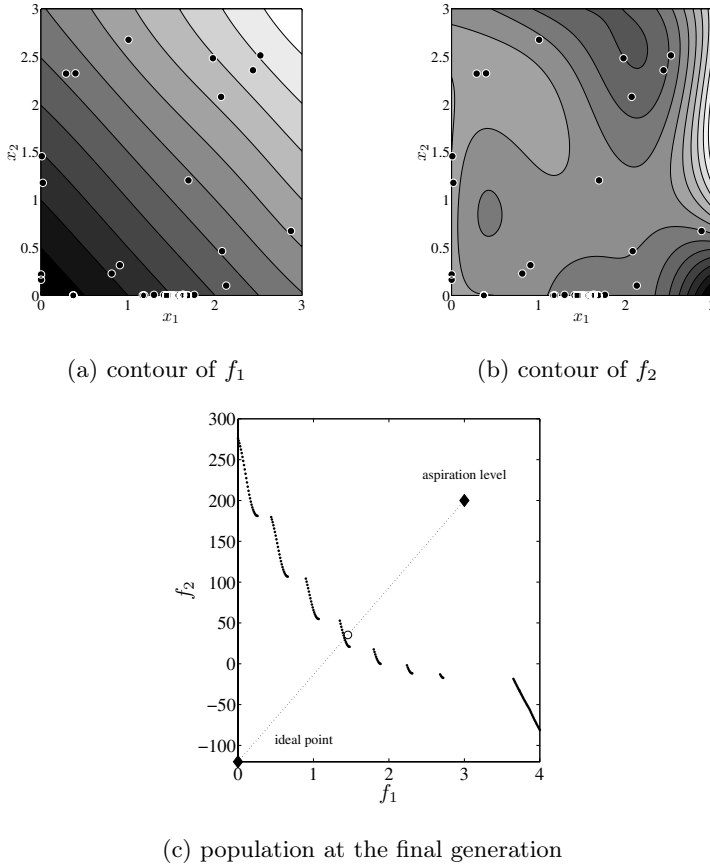 3
2.5
2
1.5
1
0.5
0
x2
0 1 2 3
x1
(a) contour of f1
3
2.5
2
1.5
1
0.5
0
x2
0 1 2 3
x1
(b) contour of f2
300
250
200
150
100
50
0
−50
−100
f2
aspiration level
ideal point
0 1 2 3 4
f1
(c) population at the final generation